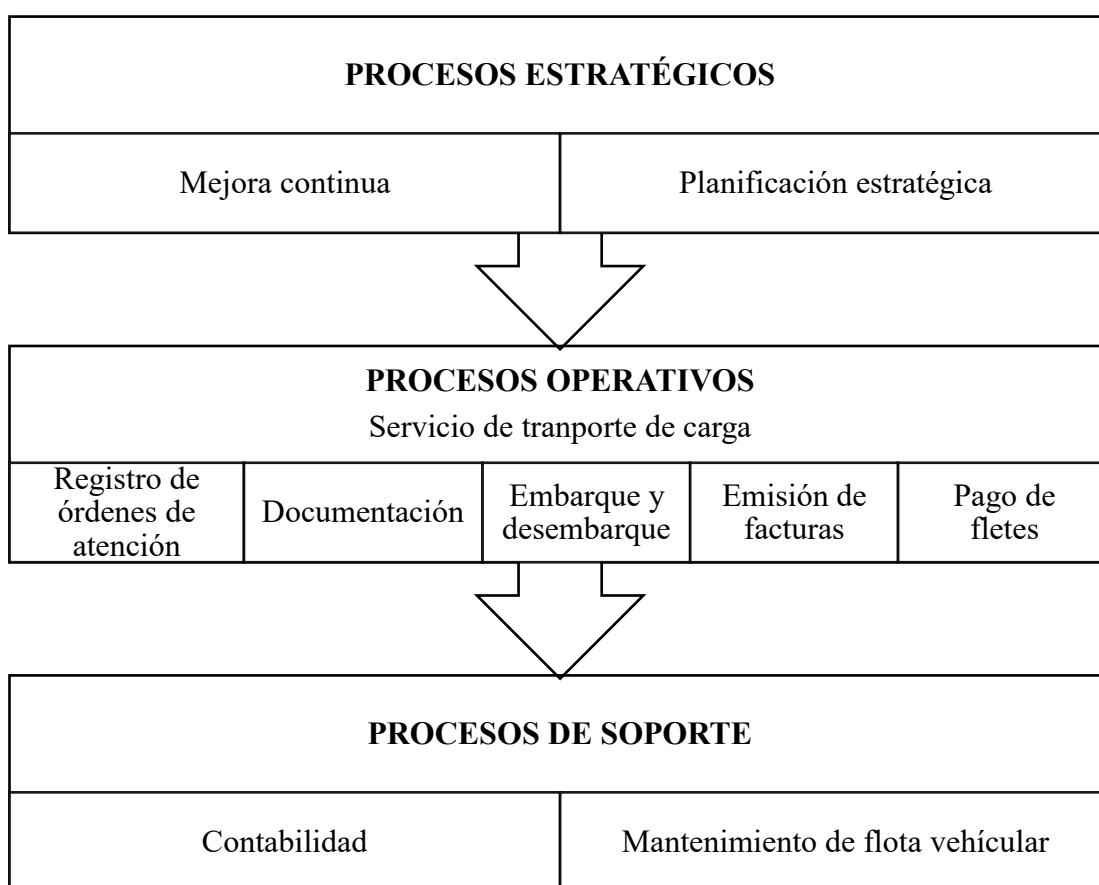 PROCESOS ESTRATÉGICOS
Mejora continua
Planificación estratégica
PROCESOS OPERATIVOS
Servicio de tranporte de carga
Registro de
órdenes de
atención
Documentación
Embarque y
desembarque
Emisión de
facturas
Pago de
fletes
PROCESOS DE SOPORTE
Contabilidad
Mantenimiento de flota vehícular